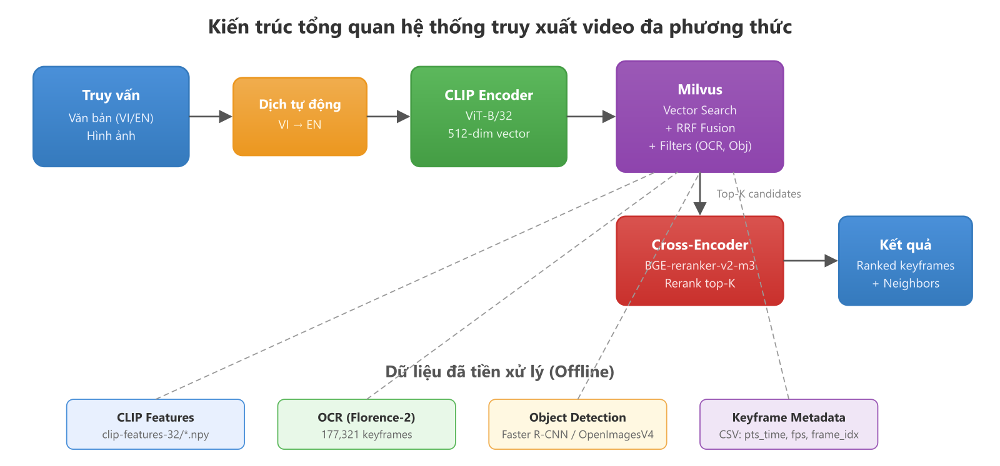 Kiến trúc tổng quan hệ thống truy xuất video đa phương thức
Truy vấn
Văn bản (VI/EN)
Hình ảnh
Dịch tự động
VI → EN
CLIP Encoder
ViT-B/32
512-dim vector
Milvus
Vector Search
+ RRF Fusion
+ Filters (OCR, Obj)
Top-K candidates
Cross-Encoder
BGE-reranker-v2-m3
Rerank top-K
Kết quả
Ranked keyframes
+ Neighbors
Dữ liệu đã tiền xử lý (Offline)
CLIP Features
clip-features-32/*.npy
OCR (Florence-2)
177,321 keyframes
Object Detection
Faster R-CNN / OpenImagesV4
Keyframe Metadata
CSV: pts_time, fps, frame_idx